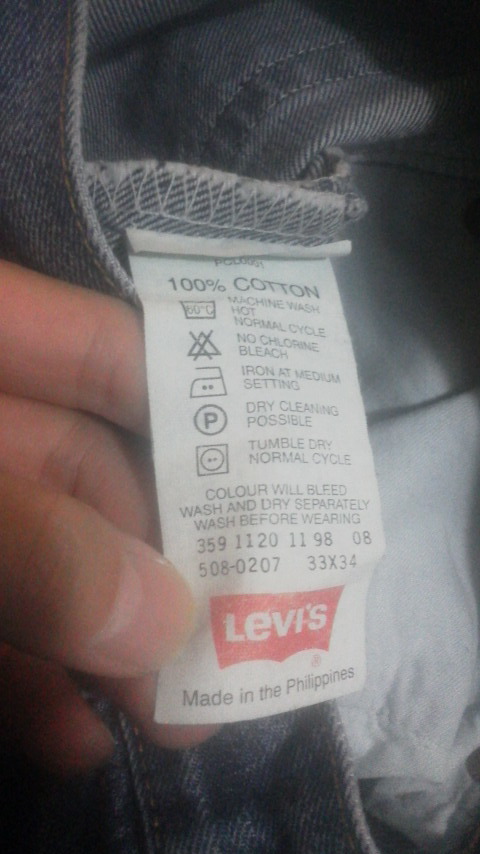 100% COTTON
60°C
MACHINE WASH
HOT
NORMAL CYCLE
NO CHLORINE
BLEACH
IRON AT MEDIUM
SETTING
P
DRY CLEANING
POSSIBLE
TUMBLE DRY
NORMAL CYCLE
COLOUR WILL BLEED
WASH AND DRY SEPARATELY
WASH BEFORE WEARING
359 1120 11 98 08
508-0207 33X34
LEVI'S
®
Made in the Philippines